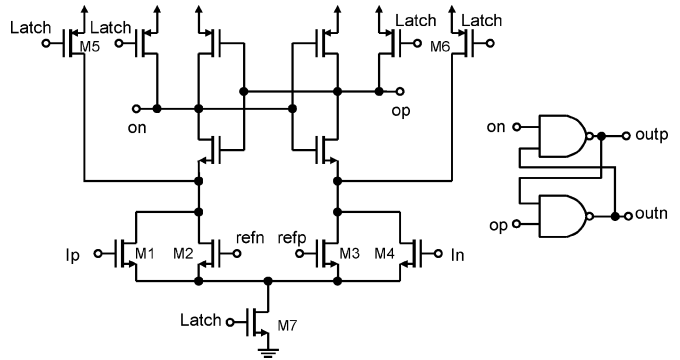 Latch
M5
Latch
Latch
M6
Latch
on
op
on
outp
op
outn
Ip
M1
M2
refn
refp
M3
M4
In
Latch
M7